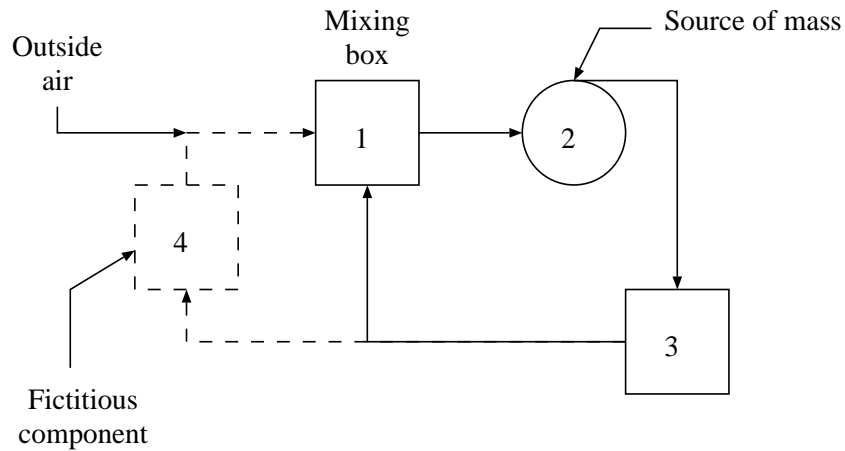 Mixing
box
Source of mass
Outside
air
1
2
4
3
Fictitious
component